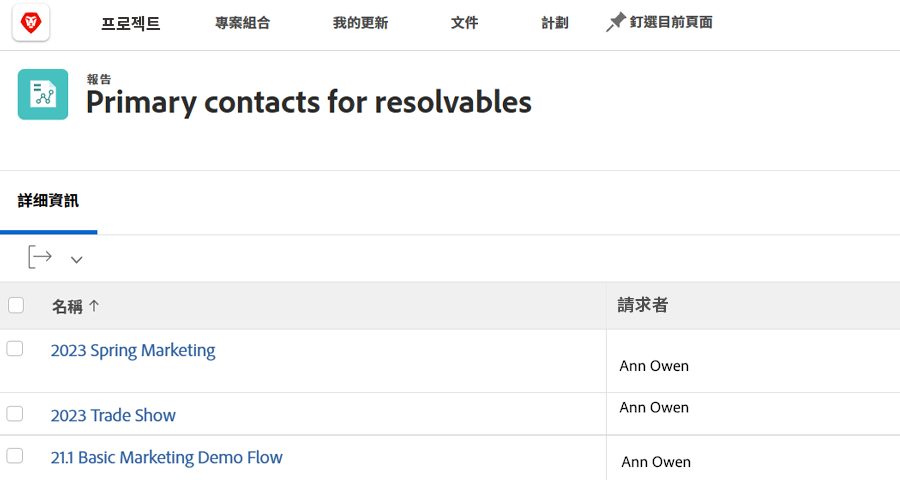 프로젝트 專案組合 我的更新 文件 計劃 釘選目前頁面
報告
Primary contacts for resolvables
詳细資訊
名稱 請求者
2023 Spring Marketing
Ann Owen
2023 Trade Show
Ann Owen
21.1 Basic Marketing Demo Flow
Ann Owen